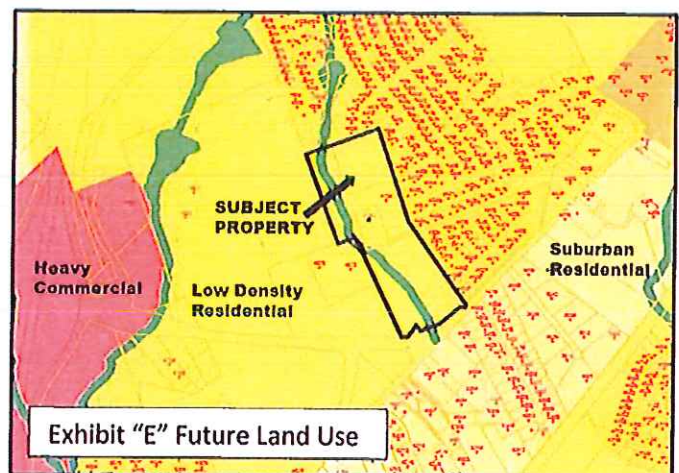 SUBJECT
PROPERTY
Heavy
Commercial
Low Density
Residential
Suburban
Residential
Exhibit "E" Future Land Use